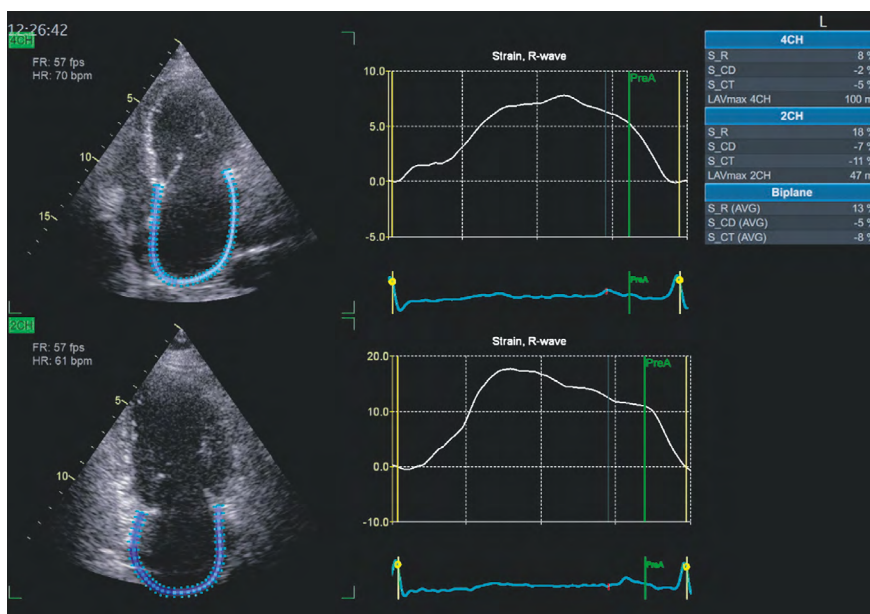 12:26:42
L
4CH
FR: 57 fps
HR: 70 bpm
5
10
15
Strain, R-wave
10.0
5.0
0.0
-5.0
PreA
PreA
4CH
S_R 8 %
S_CD -2 %
S_CT -5 %
LAVmax 4CH 100 m
2CH
S_R 18 %
S_CD -7 %
S_CT -11 %
LAVmax 2CH 47 m
Biplane
S_R (AVG) 13 %
S_CD (AVG) -5 %
S_CT (AVG) -8 %
2CH
FR: 57 fps
HR: 61 bpm
5
10
Strain, R-wave
20.0
10.0
0.0
-10.0
PreA
PreA